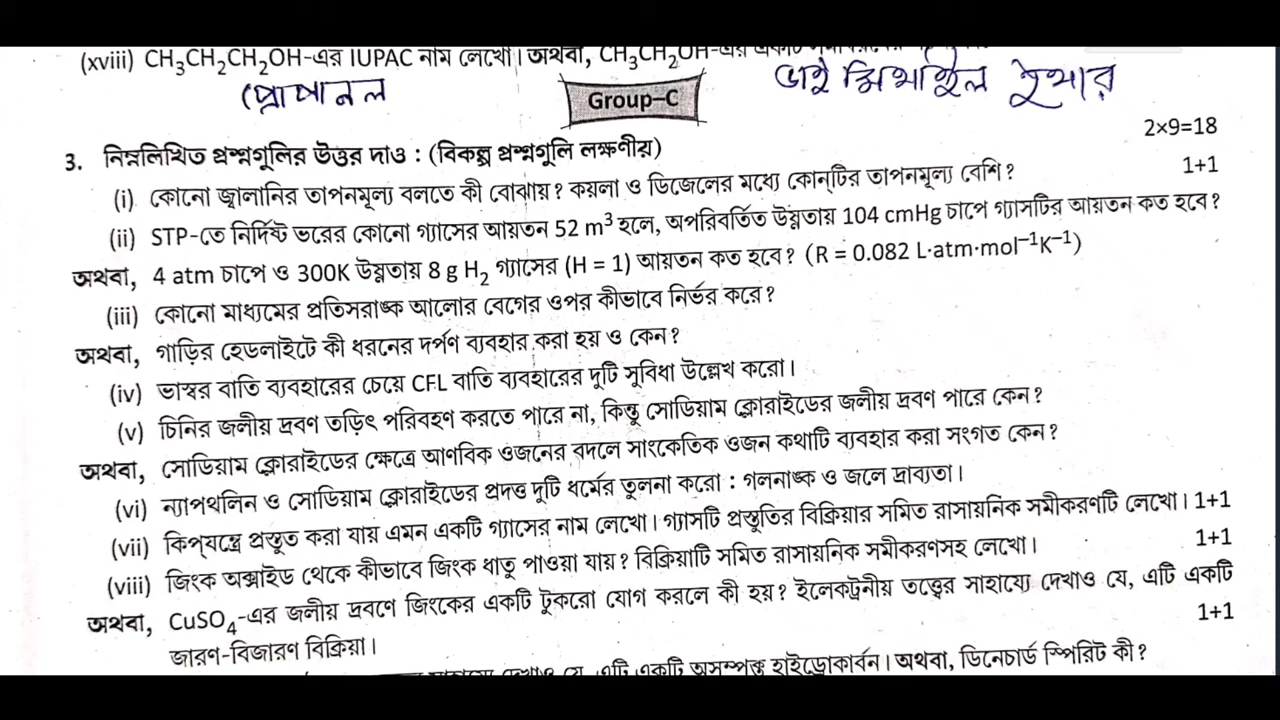 (xviii) CH₃CH₂CH₂OH-এর IUPAC নাম লেখো। অথবা, CH₃CH₂OH-এর একটি
প্রোপানল ডাই মিথাইল ইথার
Group–C
2×9=18
3. নিম্নলিখিত প্রশ্নগুলির উত্তর দাও : (বিকল্প প্রশ্নগুলি লক্ষণীয়)
(i) কোনো জ্বালানির তাপনমূল্য বলতে কী বোঝায়? কয়লা ও ডিজেলের মধ্যে কোন্‌টির তাপনমূল্য বেশি? 1+1
(ii) STP-তে নির্দিষ্ট ভরের কোনো গ্যাসের আয়তন 52 m³ হলে, অপরিবর্তিত উষ্ণতায় 104 cmHg চাপে গ্যাসটির আয়তন কত হবে?
অথবা, 4 atm চাপে ও 300K উষ্ণতায় 8 g H₂ গ্যাসের (H = 1) আয়তন কত হবে? (R = 0.082 L·atm·mol⁻¹K⁻¹)
(iii) কোনো মাধ্যমের প্রতিসরাঙ্ক আলোর বেগের ওপর কীভাবে নির্ভর করে?
অথবা, গাড়ির হেডলাইটে কী ধরনের দর্পণ ব্যবহার করা হয় ও কেন?
(iv) ভাস্বর বাতি ব্যবহারের চেয়ে CFL বাতি ব্যবহারের দুটি সুবিধা উল্লেখ করো।
(v) চিনির জলীয় দ্রবণ তড়িৎ পরিবহণ করতে পারে না, কিন্তু সোডিয়াম ক্লোরাইডের জলীয় দ্রবণ পারে কেন?
অথবা, সোডিয়াম ক্লোরাইডের ক্ষেত্রে আণবিক ওজনের বদলে সাংকেতিক ওজন কথাটি ব্যবহার করা সংগত কেন?
(vi) ন্যাপথলিন ও সোডিয়াম ক্লোরাইডের প্রদত্ত দুটি ধর্মের তুলনা করো : গলনাঙ্ক ও জলে দ্রাব্যতা।
(vii) কিপ্‌যন্ত্রে প্রস্তুত করা যায় এমন একটি গ্যাসের নাম লেখো। গ্যাসটি প্রস্তুতির বিক্রিয়ার সমিত রাসায়নিক সমীকরণটি লেখো। 1+1
(viii) জিংক অক্সাইড থেকে কীভাবে জিংক ধাতু পাওয়া যায়? বিক্রিয়াটি সমিত রাসায়নিক সমীকরণসহ লেখো। 1+1
অথবা, CuSO₄-এর জলীয় দ্রবণে জিংকের একটি টুকরো যোগ করলে কী হয়? ইলেকট্রনীয় তত্ত্বের সাহায্যে দেখাও যে, এটি একটি
জারণ-বিজারণ বিক্রিয়া। 1+1
দেখাও যে, এটি একটি অসম্পৃক্ত হাইড্রোকার্বন। অথবা, ডিনেচার্ড স্পিরিট কী?